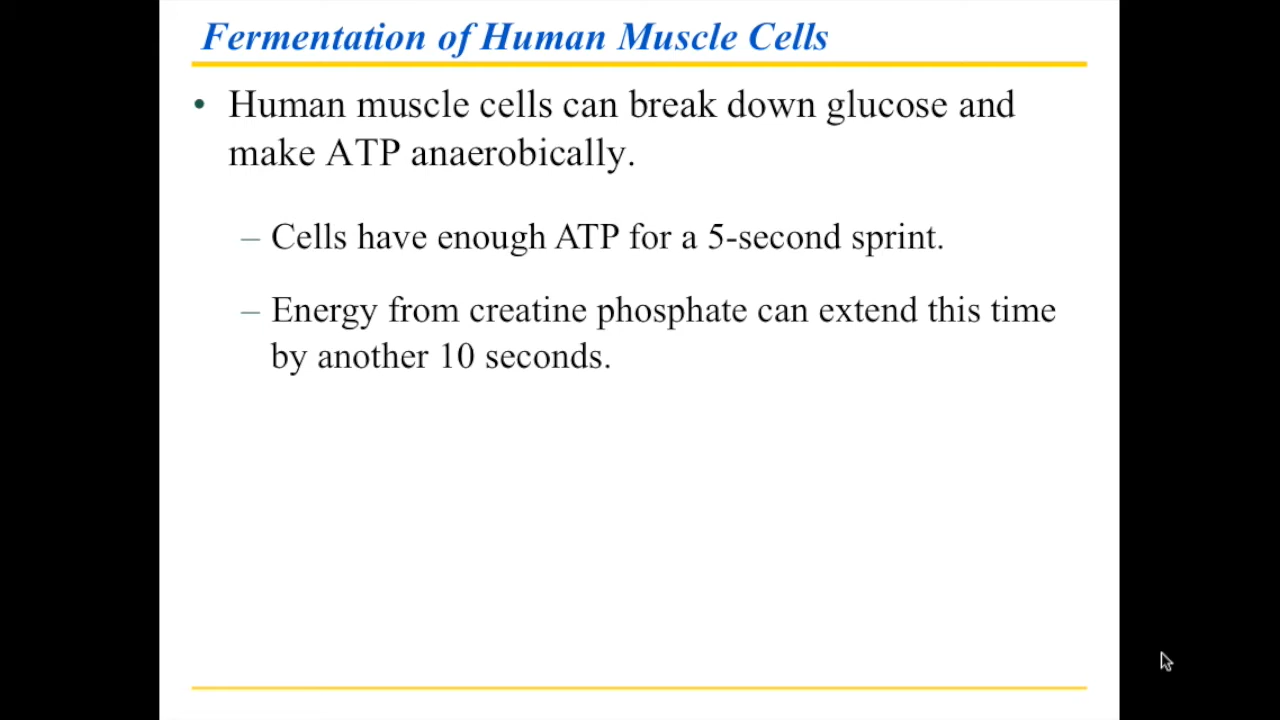 Fermentation of Human Muscle Cells
• Human muscle cells can break down glucose and
make ATP anaerobically.
– Cells have enough ATP for a 5-second sprint.
– Energy from creatine phosphate can extend this time
by another 10 seconds.